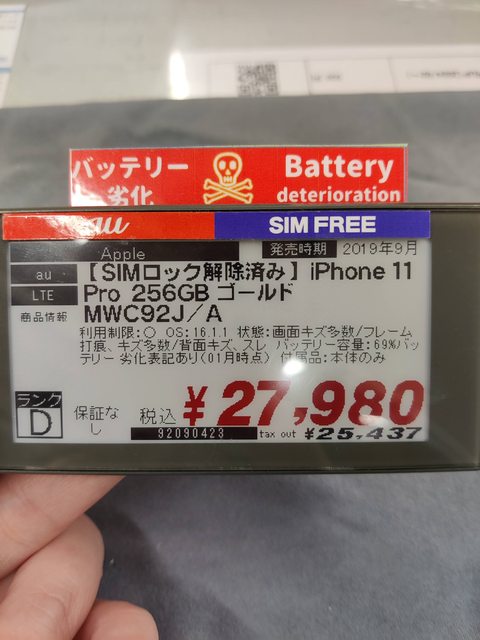 バッテリー
劣化
Battery
deterioration
au
SIM FREE
Apple
発売時期
2019年9月
au
LTE
商品情報
【SIMロック解除済み】iPhone 11
Pro 256GB ゴールド
MWC92J/A
利用制限:○ OS:16.1.1 状態:画面キズ多数/フレーム
打痕、キズ多数/背面キズ、スレ バッテリー容量:69%バッ
テリー 劣化表記あり(01月時点) 付属品:本体のみ
ランク
D
保証な
し
税込
¥27,980
92090423
tax out
¥25,437